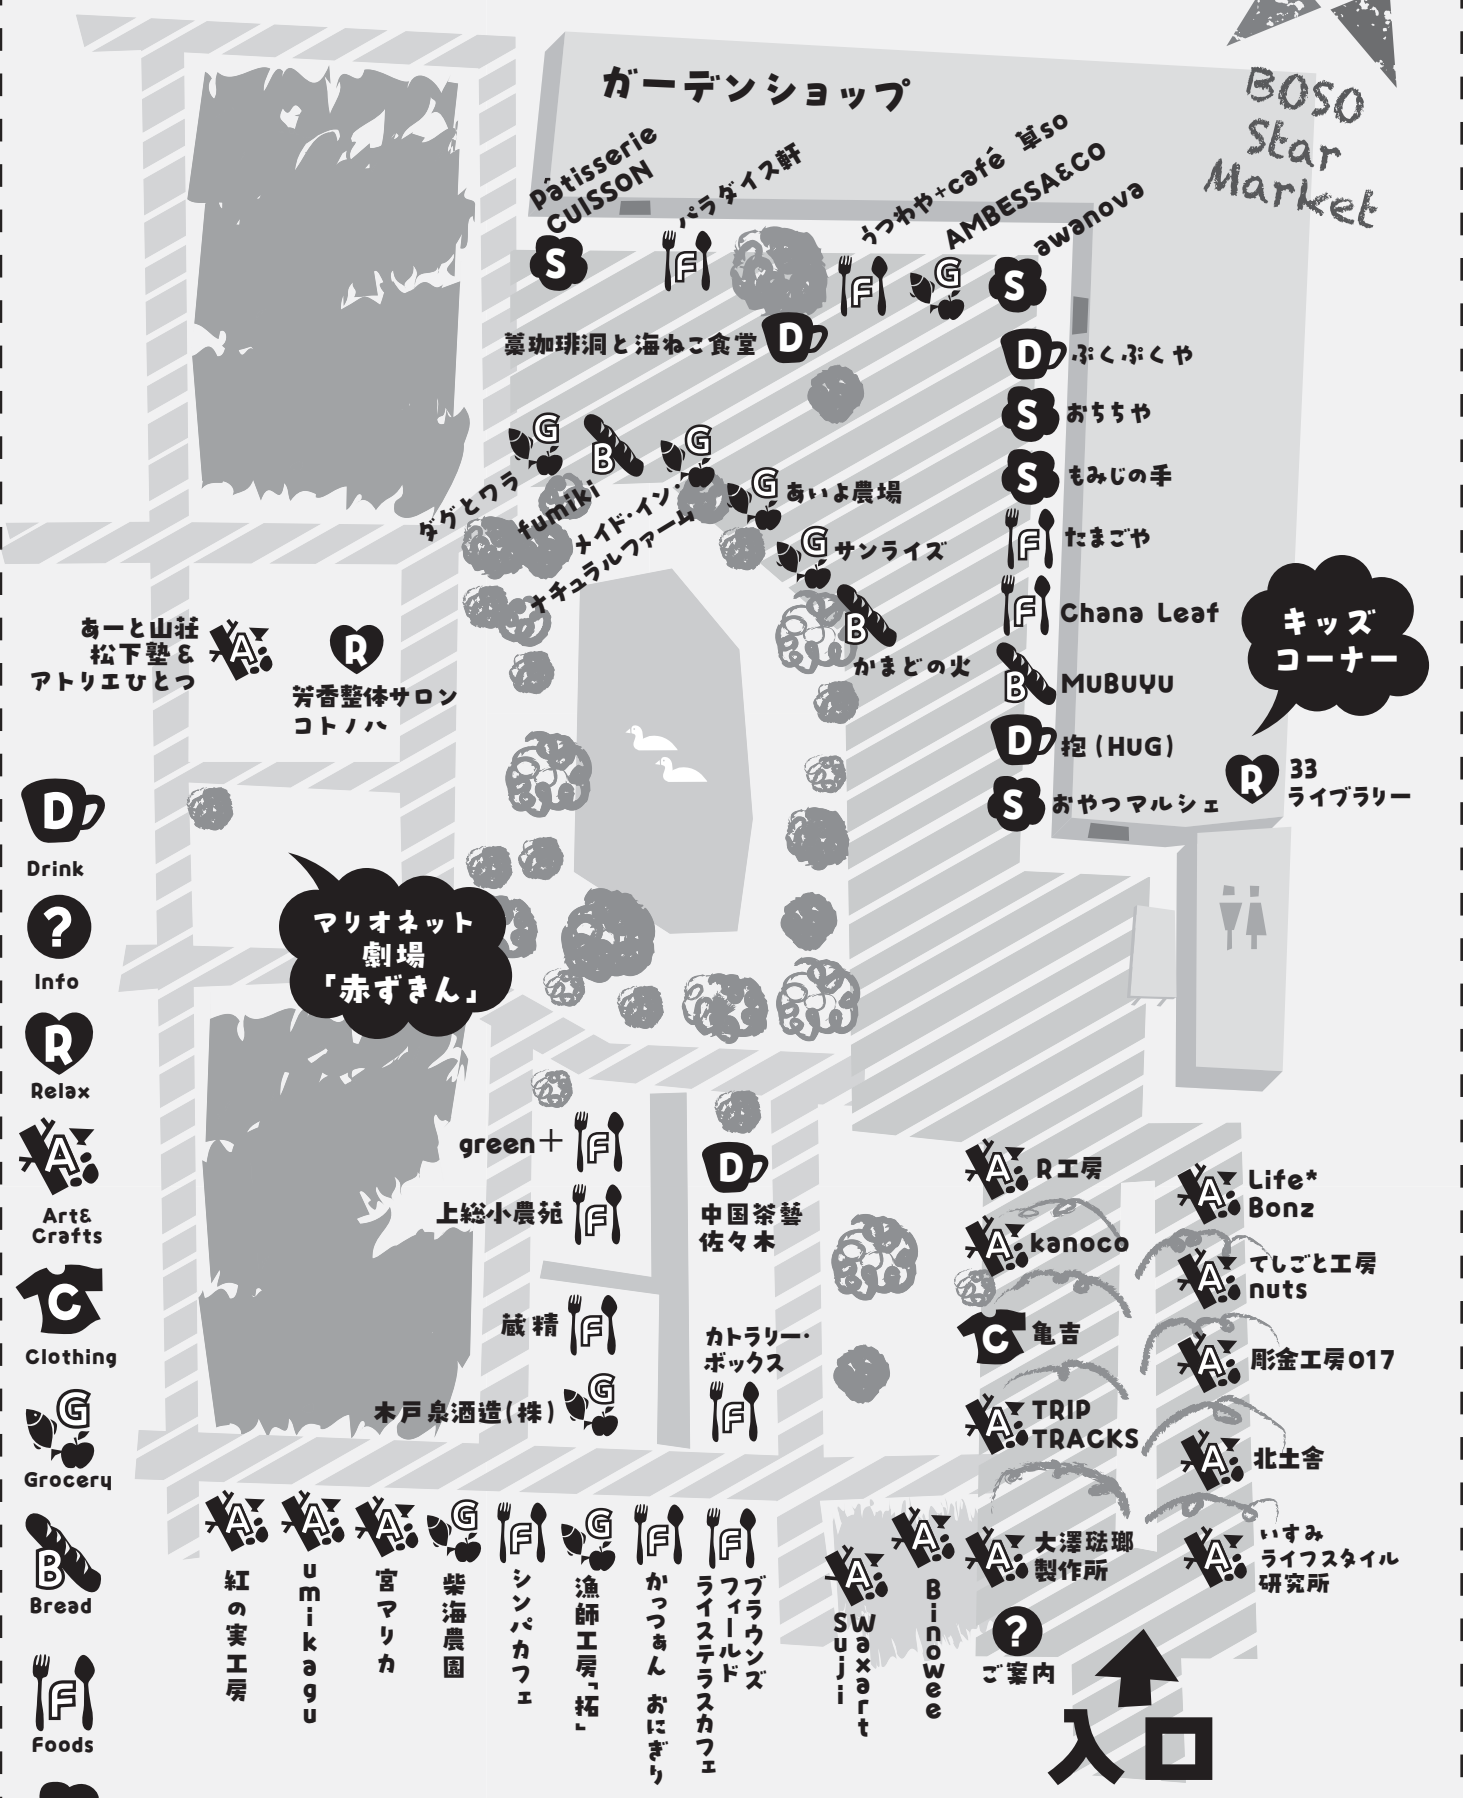 BOSO
Star
Market
ガーデンショップ
Pâtisserie
CUISSON
S
パラダイス軒
F
うつわや+café 草so
F
AMBESSA&CO
G
awanova
S
藁珈琲洞と海ねこ食堂
D
D
ぷくぷくや
S
おちちや
S
もみじの手
F
たまごや
F
Chana Leaf
B
MUBUYU
D
抱(HUG)
S
おやつマルシェ
キッズ
コーナー
R
33
ライブラリー
G
ダグとワラ
B
fumiki
G
メイド・イン・
ナチュラルファーム
G
あいよ農場
G
サンライズ
B
かまどの火
あーと山荘
松下塾&
アトリエひとつ
A
R
芳香整体サロン
コトノハ
マリオネット
劇場
「赤ずきん」
D
Drink
?
Info
R
Relax
A
Art&
Crafts
C
Clothing
G
Grocery
B
Bread
F
Foods
green+
F
上総小農苑
F
蔵精
F
木戸泉酒造(株)
G
D
中国茶藝
佐々木
カトラリー・
ボックス
F
A
R工房
A
kanoco
C
亀吉
A
TRIP
TRACKS
A
大澤琺瑯
製作所
A
Life*
Bonz
A
てしごと工房
nuts
A
彫金工房017
A
北土舎
A
いすみ
ライフスタイル
研究所
A
紅の実工房
A
umikagu
A
宮マリカ
G
柴海農園
F
シンパカフェ
G
漁師工房「拓」
F
かっつぁん おにぎり
F
ブラウンズ
フィールド
ライステラスカフェ
A
Waxart
Suji
A
Binowee
?
ご案内
入口